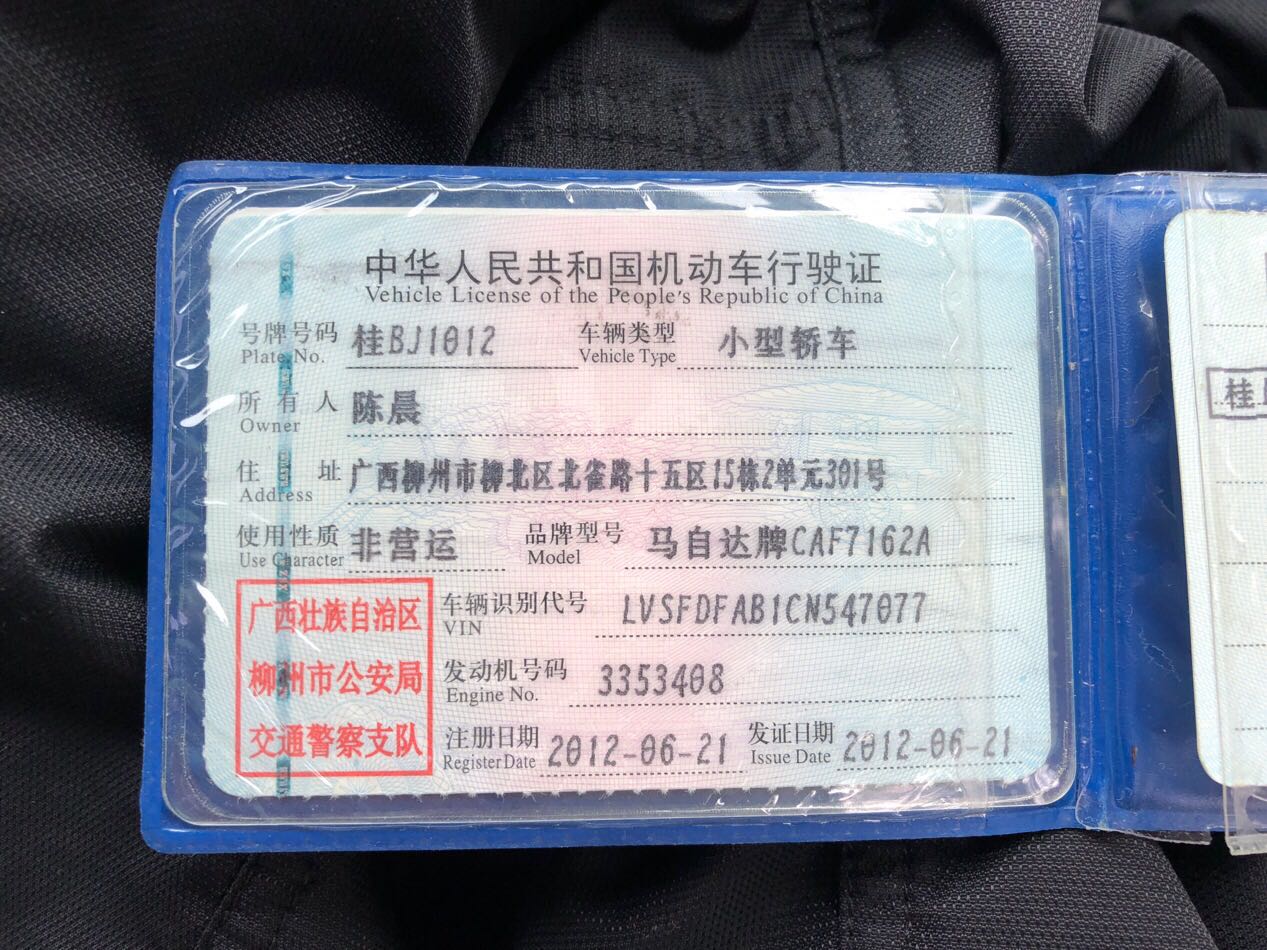 中华人民共和国机动车行驶证
Vehicle License of the People's Republic of China
号牌号码 桂BJ1012 车辆类型 小型轿车
Plate No. Vehicle Type
所有人 陈晨
Owner
住址 广西柳州市柳北区北雀路十五区15栋2单元301号
Address
使用性质 非营运 品牌型号 马自达牌CAF7162A
Use Character Model
广西壮族自治区
柳州市公安局
交通警察支队
车辆识别代号 LVSFDFAB1CN547077
VIN
发动机号码 3353408
Engine No.
注册日期 2012-06-21 发证日期 2012-06-21
Register Date Issue Date
桂